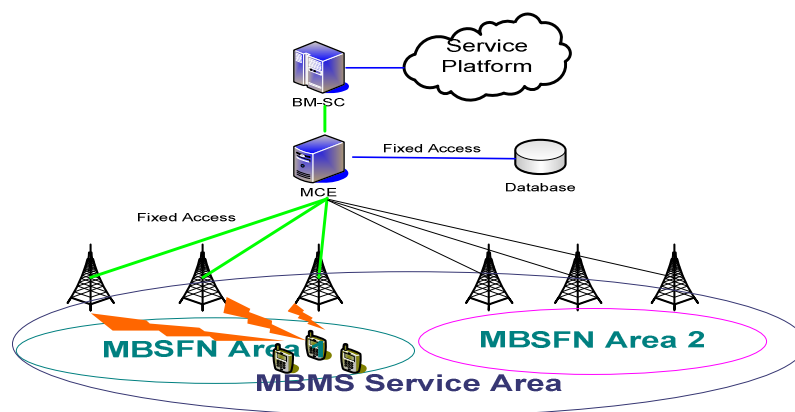 Service
Platform
BM-SC
Fixed Access
MCE
Database
Fixed Access
MBSFN Area
MBSFN Area 2
MBMS Service Area